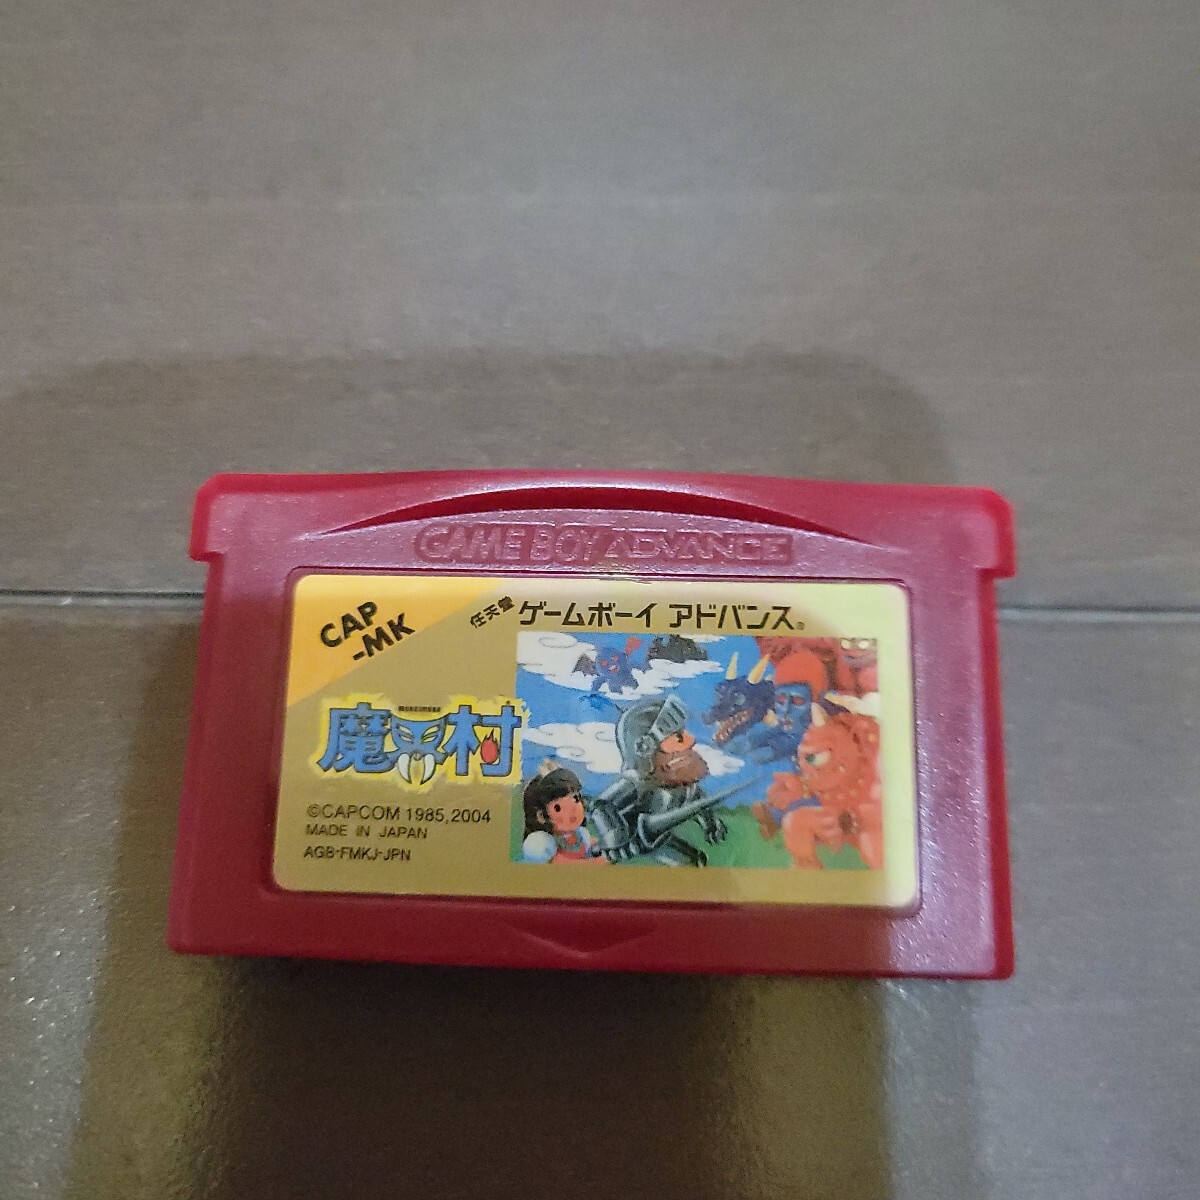 GAME BOY ADVANCE
CAP
-MK
任天堂 ゲームボーイ アドバンス®
魔界村
©CAPCOM 1985,2004
MADE IN JAPAN
AGB-FMKJ-JPN